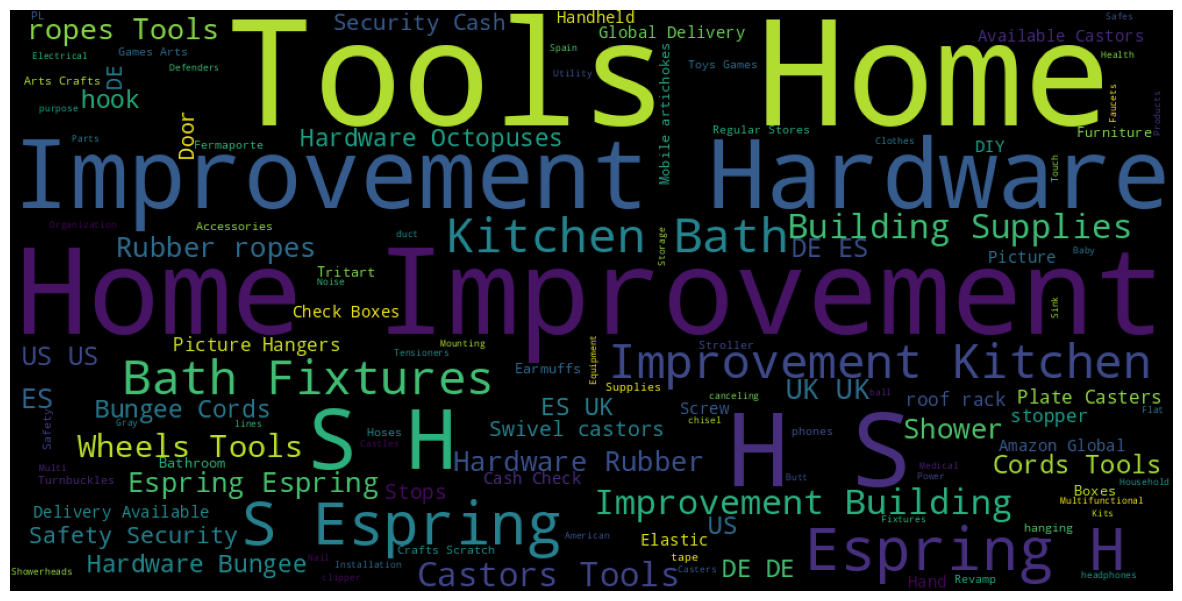 PL
ropes Tools
Security Cash
Handheld
Global Delivery
Tools Home
Safes
Available Castors
Electrical
Games Arts
Defenders
Spain
Utility
Toys Games
Health
Arts Crafts
DE
purpose
hook
Door
Mobile artichokes
Faucets
Products
Parts
Fermaporte
Hardware Octopuses
Regular Stores
Clothes
DIY
Furniture
Improvement Hardware
Touch
Organization
Accessories
Rubber ropes
duct
Kitchen Bath
Storage
Building Supplies
DE ES
Picture
Baby
Home Improvement
Tritart
Noise
Check Boxes
Sink
US US
Picture Hangers
Mounting
Tensioners
Earmuffs
Equipment
Stroller
Improvement Kitchen
Bath Fixtures
ES
Bungee Cords
Supplies
ES UK
Screw
canceling
UK UK
ball
roof rack
Plate Casters
stopper
Flat
Safety
Gray
lines
S H
Hoses
Castles
Swivel castors
chisel
H S
phones
Shower
Amazon Global
Wheels Tools
Bathroom
Hardware Rubber
Cords Tools
Multi
Turnbuckles
Espring Espring
Stops
Cash Check
Butt
Medical
Power
Boxes
Household
Multifunctional
Kits
Delivery Available
Safety Security
S Espring
Improvement Building
US
Fixtures
hanging
American
Elastic
tape
Espring H
Crafts Scratch
Hardware Bungee
Nail
Installation
clipper
Showerheads
Castors Tools
Casters
DE DE
Hand
Revamp
headphones